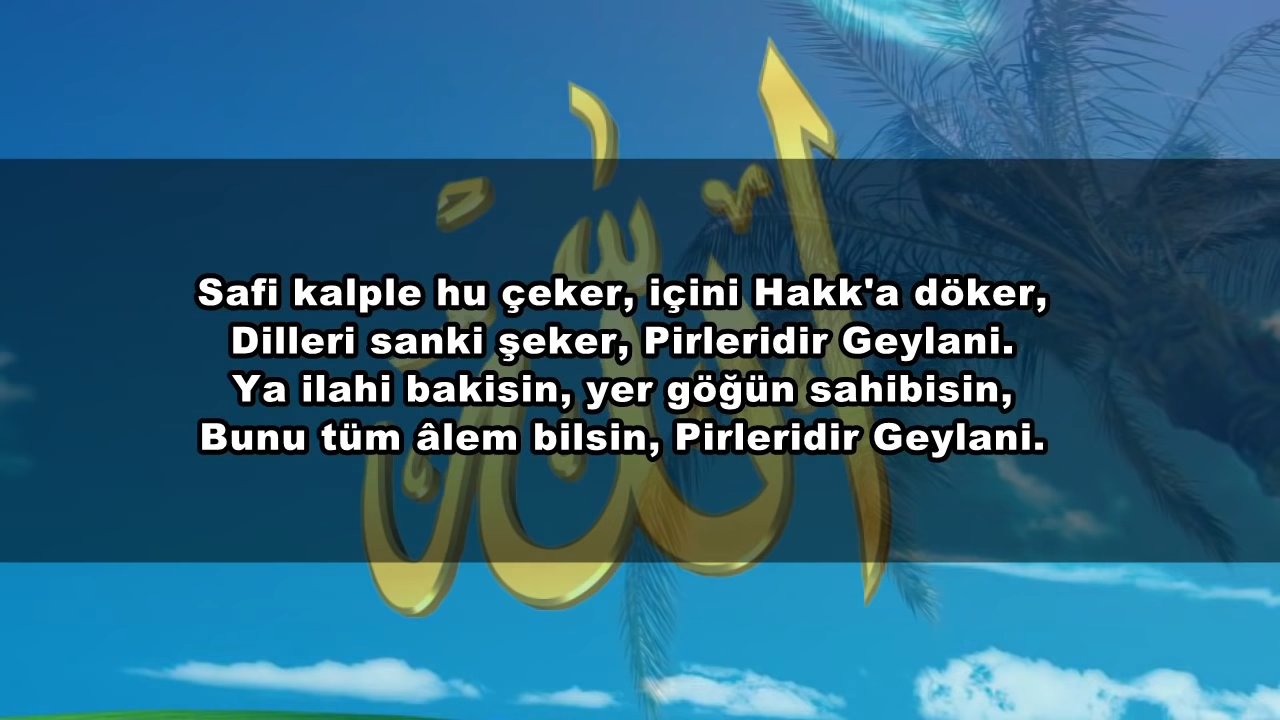 الله
Safi kalple hu çeker, içini Hakk'a döker,
Dilleri sanki şeker, Pirleridir Geylani.
Ya ilahi bakisin, yer göğün sahibisin,
Bunu tüm âlem bilsin, Pirleridir Geylani.